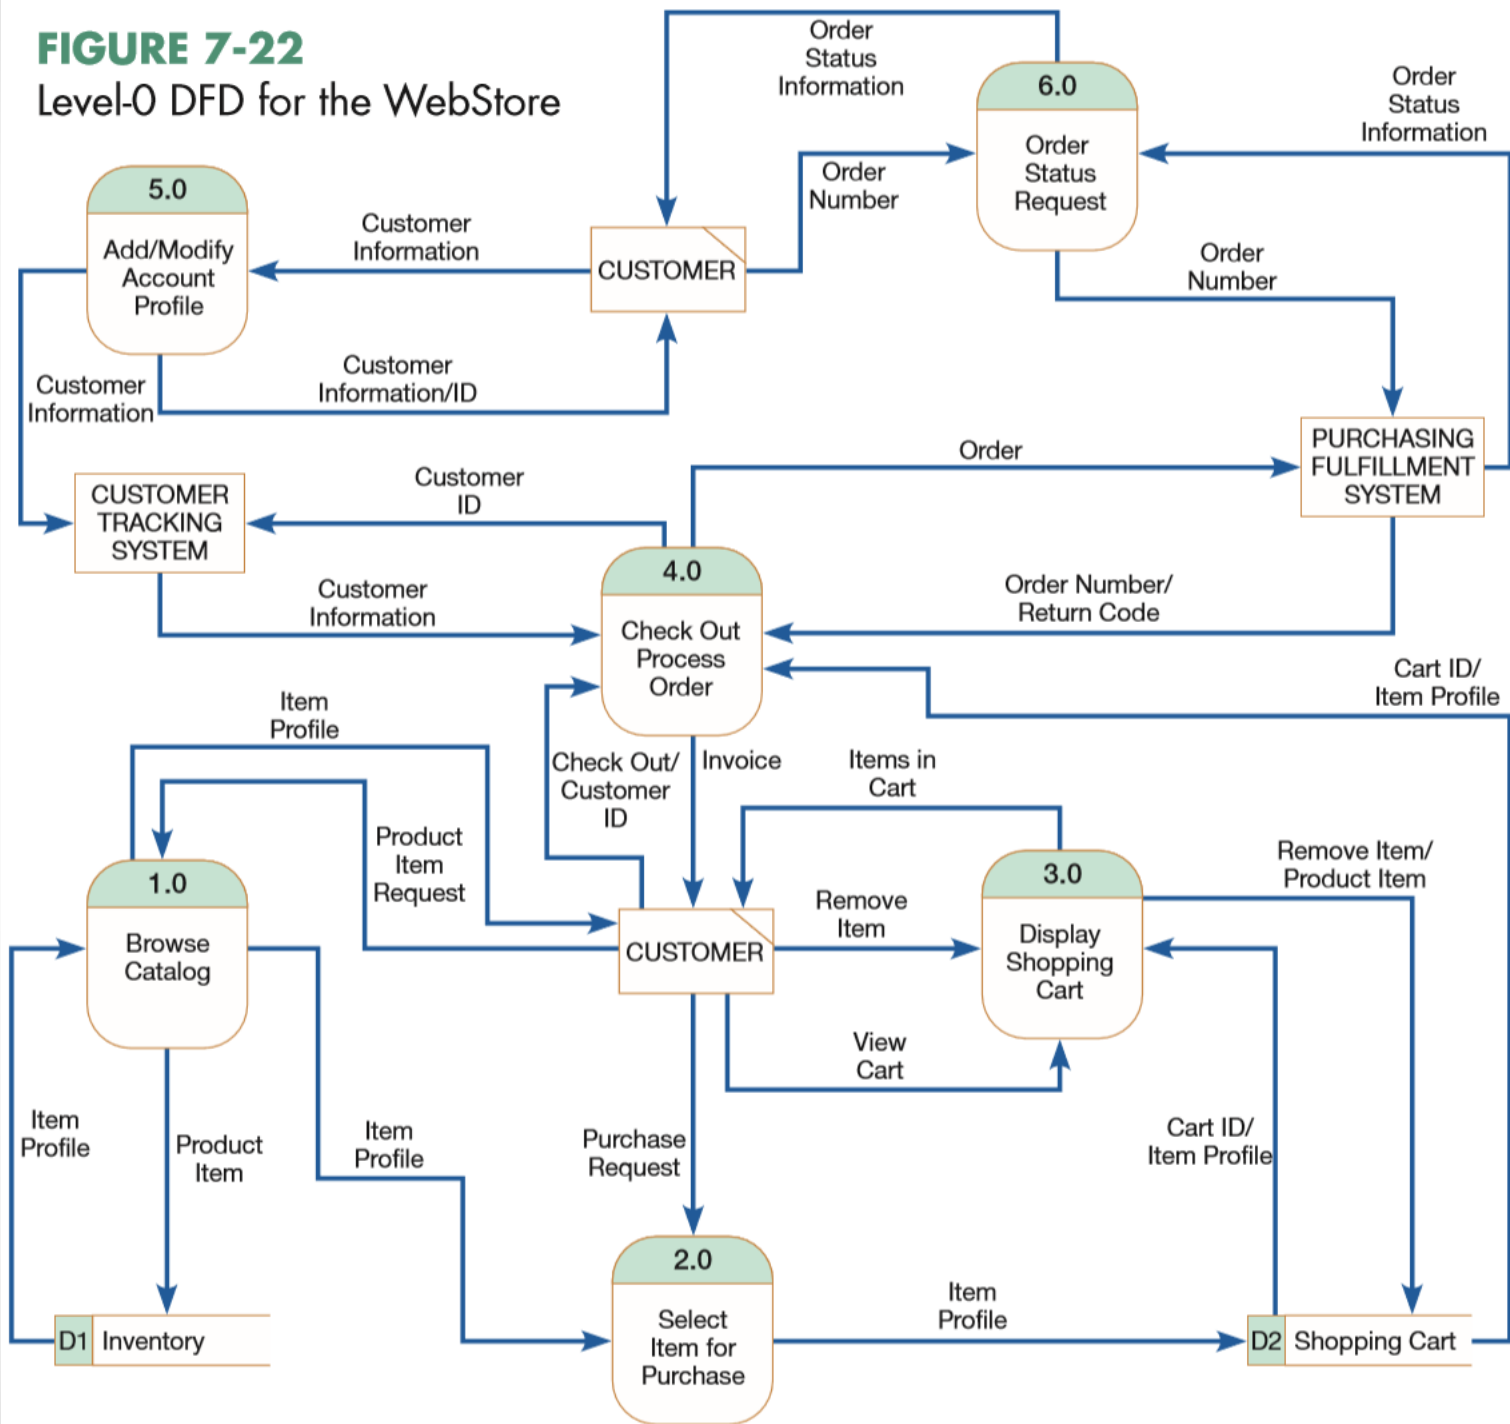 FIGURE 7-22
Level-0 DFD for the WebStore
Order
Status
Information
6.0
Order
Status
Request
Order
Status
Information
5.0
Add/Modify
Account
Profile
Customer
Information
CUSTOMER
Order
Number
Order
Number
Customer
Information
Customer
Information/ID
PURCHASING
FULFILLMENT
SYSTEM
Order
CUSTOMER
TRACKING
SYSTEM
Customer
ID
Customer
Information
4.0
Check Out
Process
Order
Order Number/
Return Code
Cart ID/
Item Profile
Item
Profile
Check Out/
Customer
ID
Invoice
Items in
Cart
Product
Item
Request
1.0
Browse
Catalog
CUSTOMER
Remove
Item
3.0
Display
Shopping
Cart
Remove Item/
Product Item
View
Cart
Item
Profile
Product
Item
Item
Profile
Purchase
Request
Cart ID/
Item Profile
2.0
Select
Item for
Purchase
Item
Profile
D1 Inventory
D2 Shopping Cart